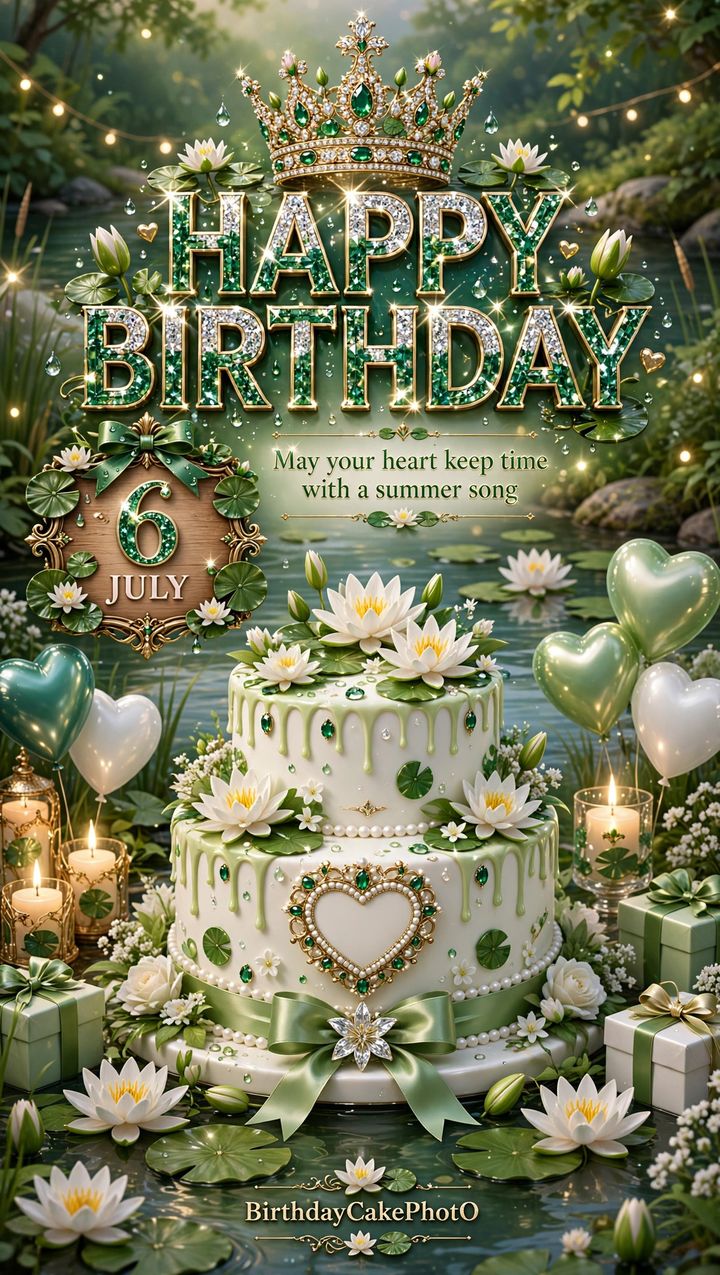 HAPPY
BIRTHDAY
May your heart keep time
with a summer song
6
JULY
BirthdayCakePhotO